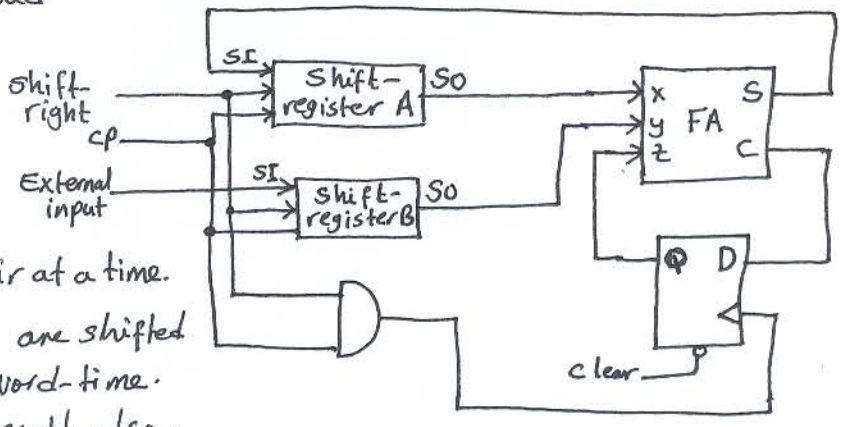 SI
Shift-
register A
SO
shift-
right
CP
x
y
z
FA
S
C
External
input
SI
Shift-
registerB
SO
Q
D
Clear
ir at a time.
are shifted
word-time.